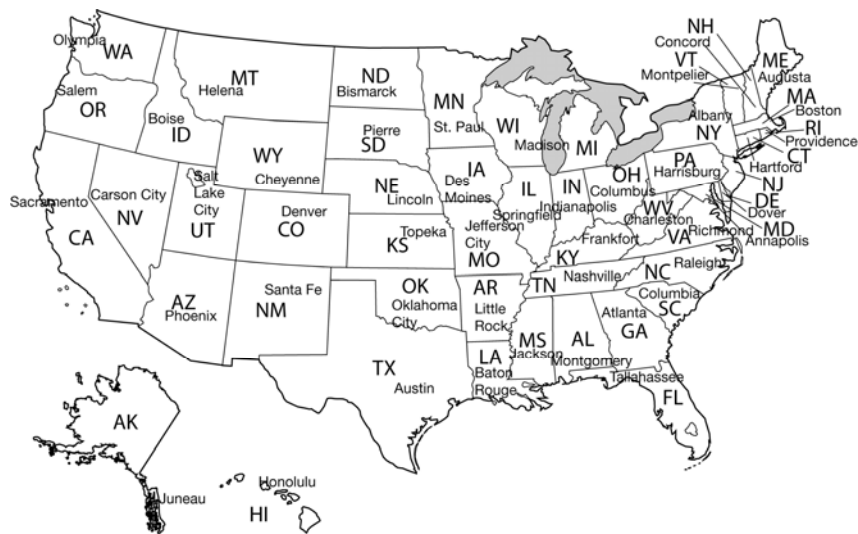 NH
Concord
VT
Montpelier
ME
Augusta
Olympia
WA
MT
Helena
ND
Bismarck
MN
St. Paul
Salem
OR
Boise
ID
WY
Cheyenne
Pierre
SD
WI
Madison
MI
Albany
NY
MA
Boston
RI
Providence
CT
Hartford
PA
Harrisburg
NJ
DE
Dover
MD
Annapolis
Salt
Lake
City
UT
Carson City
NV
Sacramento
CA
Denver
CO
NE
Lincoln
IA
Des
Moines
IL
Springfield
IN
Indianapolis
OH
Columbus
WV
Charleston
Richmond
VA
Topeka
KS
Jefferson
City
MO
Frankfort
KY
Nashville
TN
NC
Raleigh
AZ
Phoenix
Santa Fe
NM
OK
Oklahoma
City
AR
Little
Rock
Columbia
SC
Atlanta
GA
MS
Jackson
AL
Montgomery
TX
Austin
LA
Baton
Rouge
Tallahassee
FL
AK
Juneau
Honolulu
HI